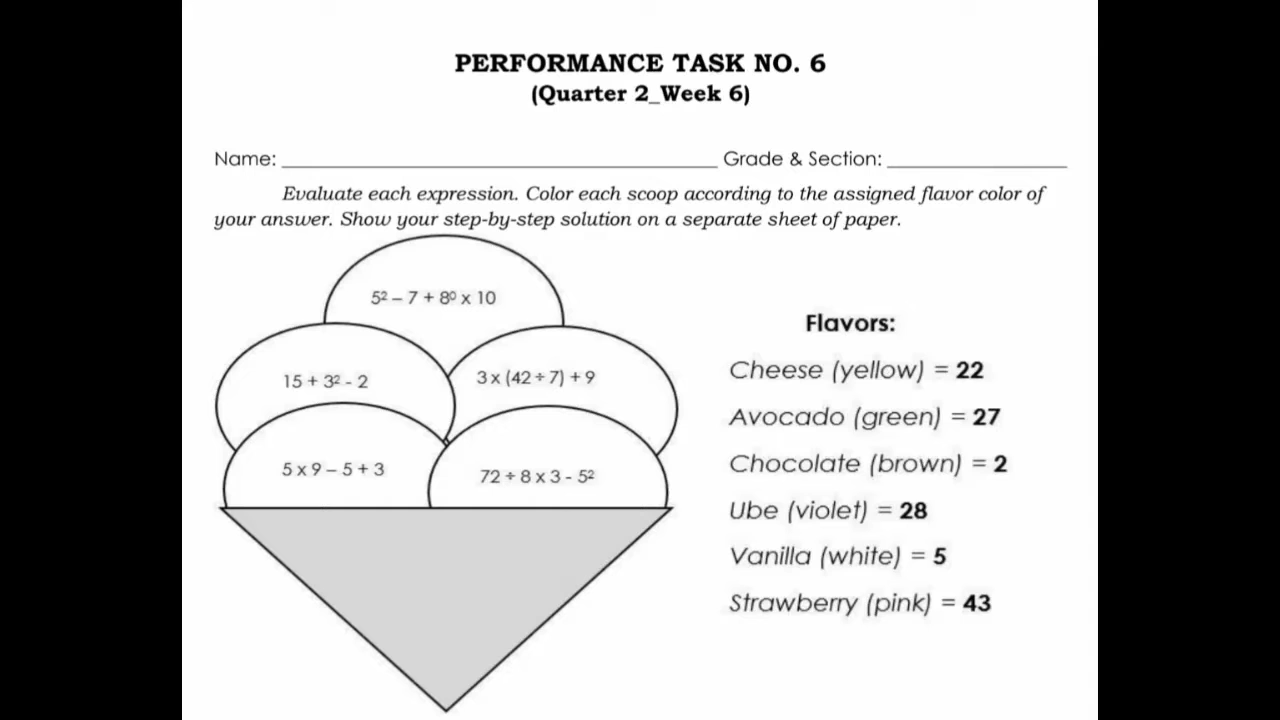 PERFORMANCE TASK NO. 6
(Quarter 2_Week 6)
Name: ______________________________ Grade & Section: ____________
Evaluate each expression. Color each scoop according to the assigned flavor color of
your answer. Show your step-by-step solution on a separate sheet of paper.
5² – 7 + 8⁰ x 10
15 + 3² - 2
3 x (42 ÷ 7) + 9
5 x 9 – 5 + 3
72 ÷ 8 x 3 - 5²
Flavors:
Cheese (yellow) = 22
Avocado (green) = 27
Chocolate (brown) = 2
Ube (violet) = 28
Vanilla (white) = 5
Strawberry (pink) = 43